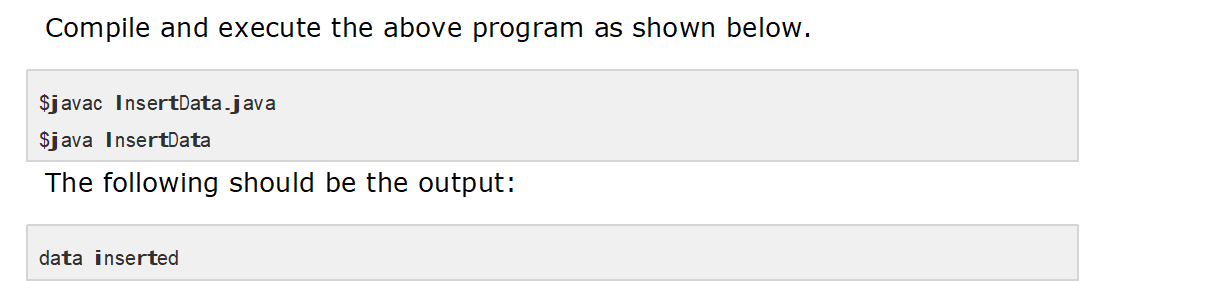 Compile and execute the above program as shown below.
$javac InsertData.java
$java InsertData
The following should be the output:
data inserted